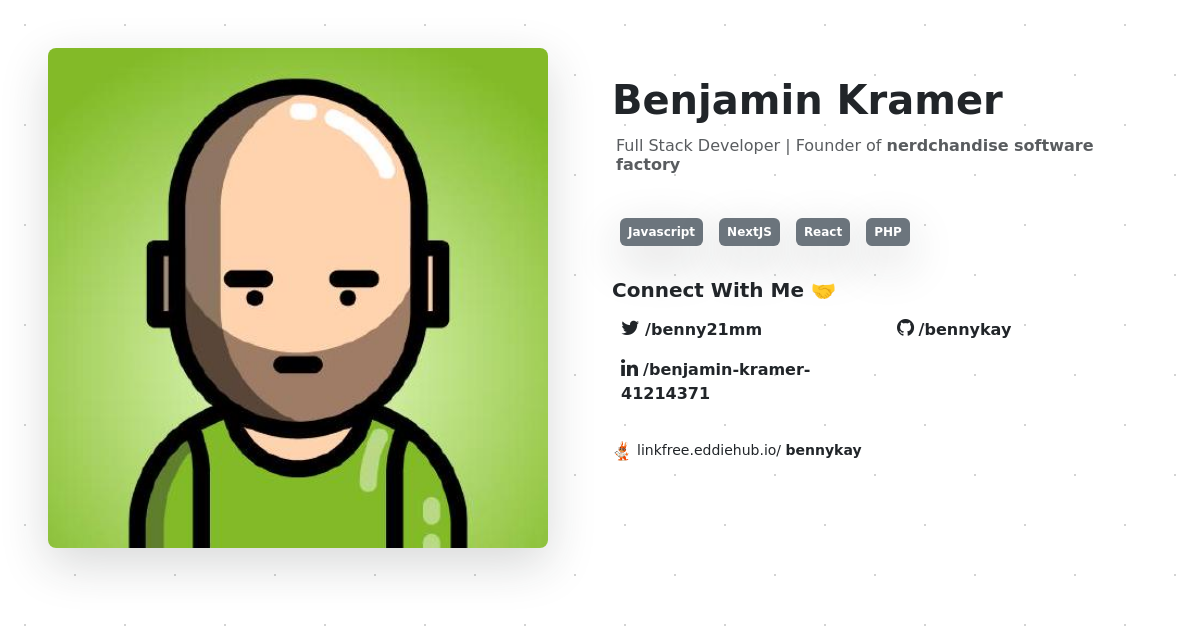 Benjamin Kramer
Full Stack Developer | Founder of nerdchandise software
factory
Javascript NextJS React PHP
Connect With Me 🤝
/benny21mm /bennykay
/benjamin-kramer-
41214371
linkfree.eddiehub.io/ bennykay